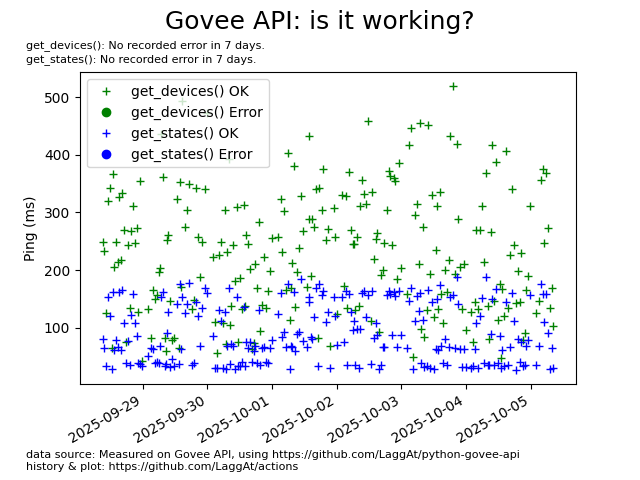 Govee API: is it working?
get_devices(): No recorded error in 7 days.
get_states(): No recorded error in 7 days.
get_devices() OK
get_devices() Error
get_states() OK
get_states() Error
Ping (ms)
500
400
300
200
100
2025-09-29
2025-09-30
2025-10-01
2025-10-02
2025-10-03
2025-10-04
2025-10-05
data source: Measured on Govee API, using https://github.com/LaggAt/python-govee-api
history & plot: https://github.com/LaggAt/actions